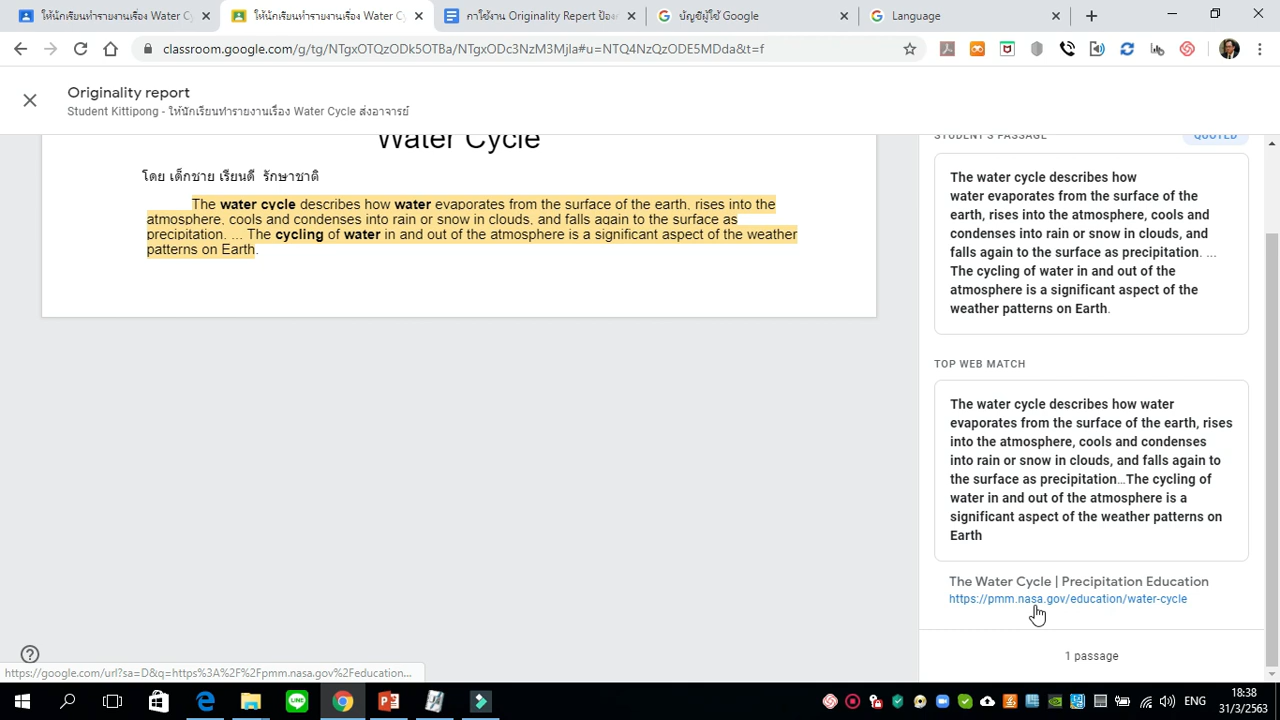 ให้นักเรียนทำรายงานเรื่อง Water C
ให้นักเรียนทำรายงานเรื่อง Water Cy
การใช้งาน Originality Report ป้อง
บัญชีผู้ใช้ Google
Language
classroom.google.com/g/tg/NTgxOTQzODk5OTBa/NTgxODc3NzM3Mjla#u=NTQ4NzQzODE5MDda&t=f
Originality report
Student Kittipong - ให้นักเรียนทำรายงานเรื่อง Water Cycle ส่งอาจารย์
Water Cycle
โดย เด็กชาย เรียนดี รักษาชาติ
The water cycle describes how water evaporates from the surface of the earth, rises into the
atmosphere, cools and condenses into rain or snow in clouds, and falls again to the surface as
precipitation. ... The cycling of water in and out of the atmosphere is a significant aspect of the weather
patterns on Earth.
STUDENT'S PASSAGE
QUOTED
The water cycle describes how
water evaporates from the surface of the
earth, rises into the atmosphere, cools and
condenses into rain or snow in clouds, and
falls again to the surface as precipitation. ...
The cycling of water in and out of the
atmosphere is a significant aspect of the
weather patterns on Earth.
TOP WEB MATCH
The water cycle describes how water
evaporates from the surface of the earth, rises
into the atmosphere, cools and condenses
into rain or snow in clouds, and falls again to
the surface as precipitation...The cycling of
water in and out of the atmosphere is a
significant aspect of the weather patterns on
Earth
The Water Cycle | Precipitation Education
https://pmm.nasa.gov/education/water-cycle
1 passage
https://google.com/url?sa=D&q=https%3A%2F%2Fpmm.nasa.gov%2Feducation...
ENG
18:38
31/3/2563